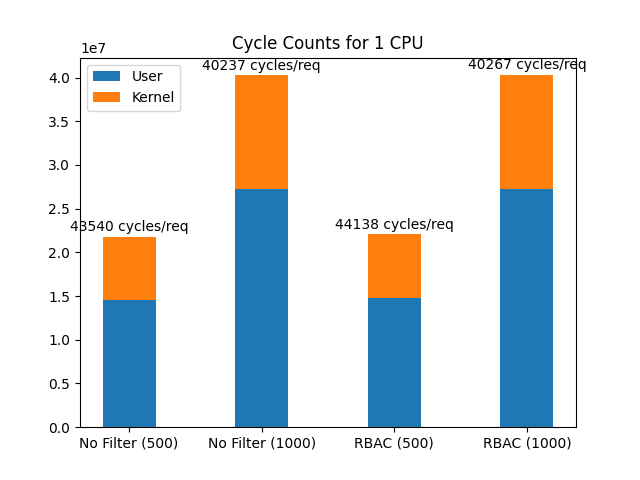 Cycle Counts for 1 CPU
1e7
User
Kernel
43540 cycles/req
40237 cycles/req
44138 cycles/req
40267 cycles/req
4.0
3.5
3.0
2.5
2.0
1.5
1.0
0.5
0.0
No Filter (500)
No Filter (1000)
RBAC (500)
RBAC (1000)